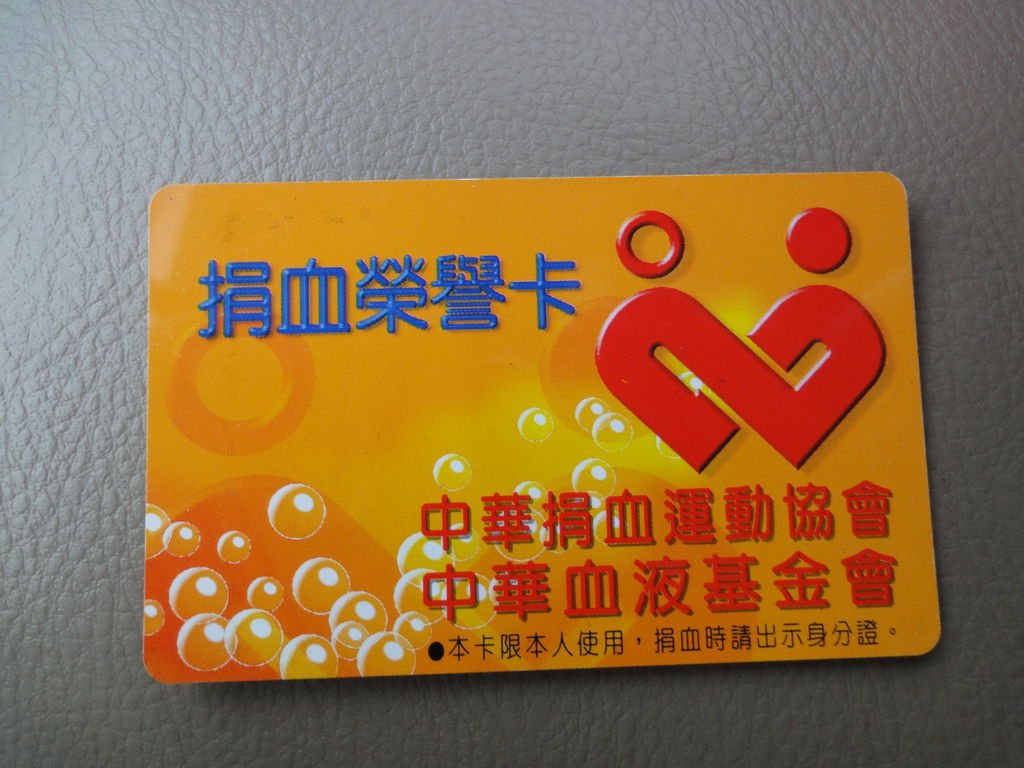 捐血榮譽卡
中華捐血運動協會
中華血液基金會
●本卡限本人使用，捐血時請出示身分證。